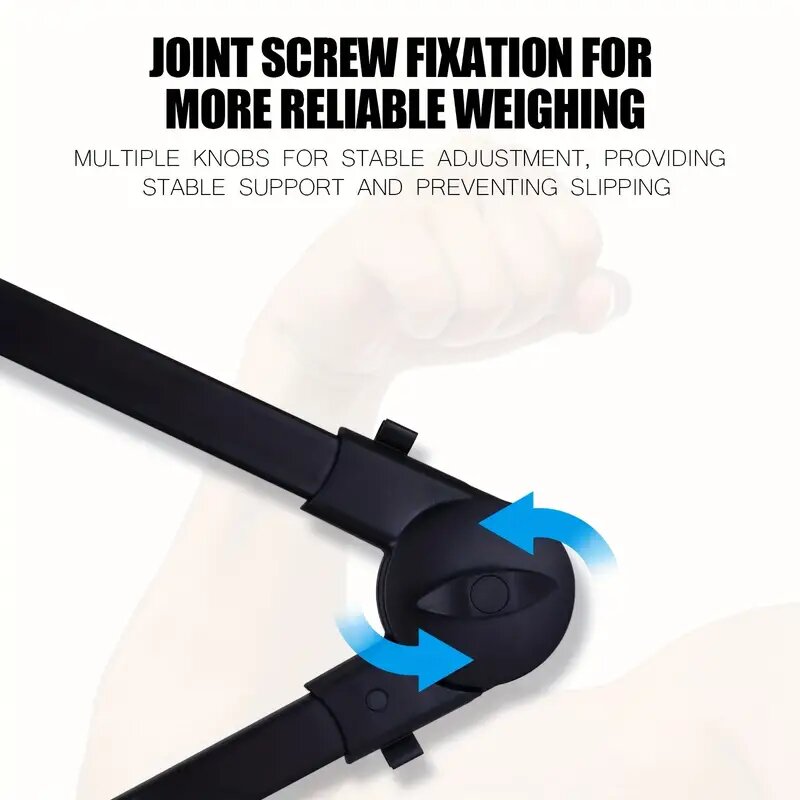 JOINT SCREW FIXATION FOR
MORE RELIABLE WEIGHING
MULTIPLE KNOBS FOR STABLE ADJUSTMENT, PROVIDING
STABLE SUPPORT AND PREVENTING SLIPPING